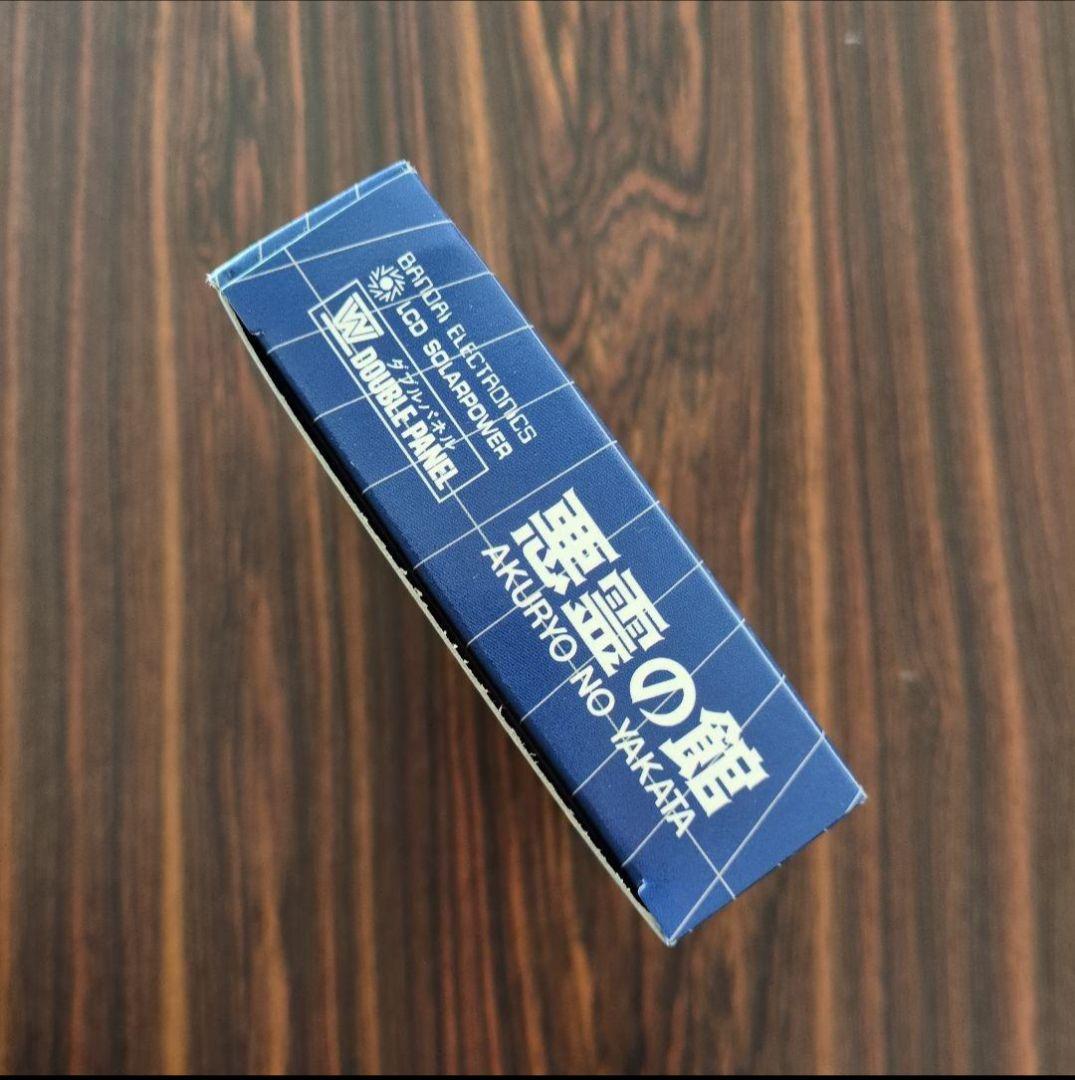 BANDAI ELECTRONICS
LCD SOLARPOWER
W ダブルパネル
DOUBLE PANEL
悪霊の館
AKURYO NO YAKATA